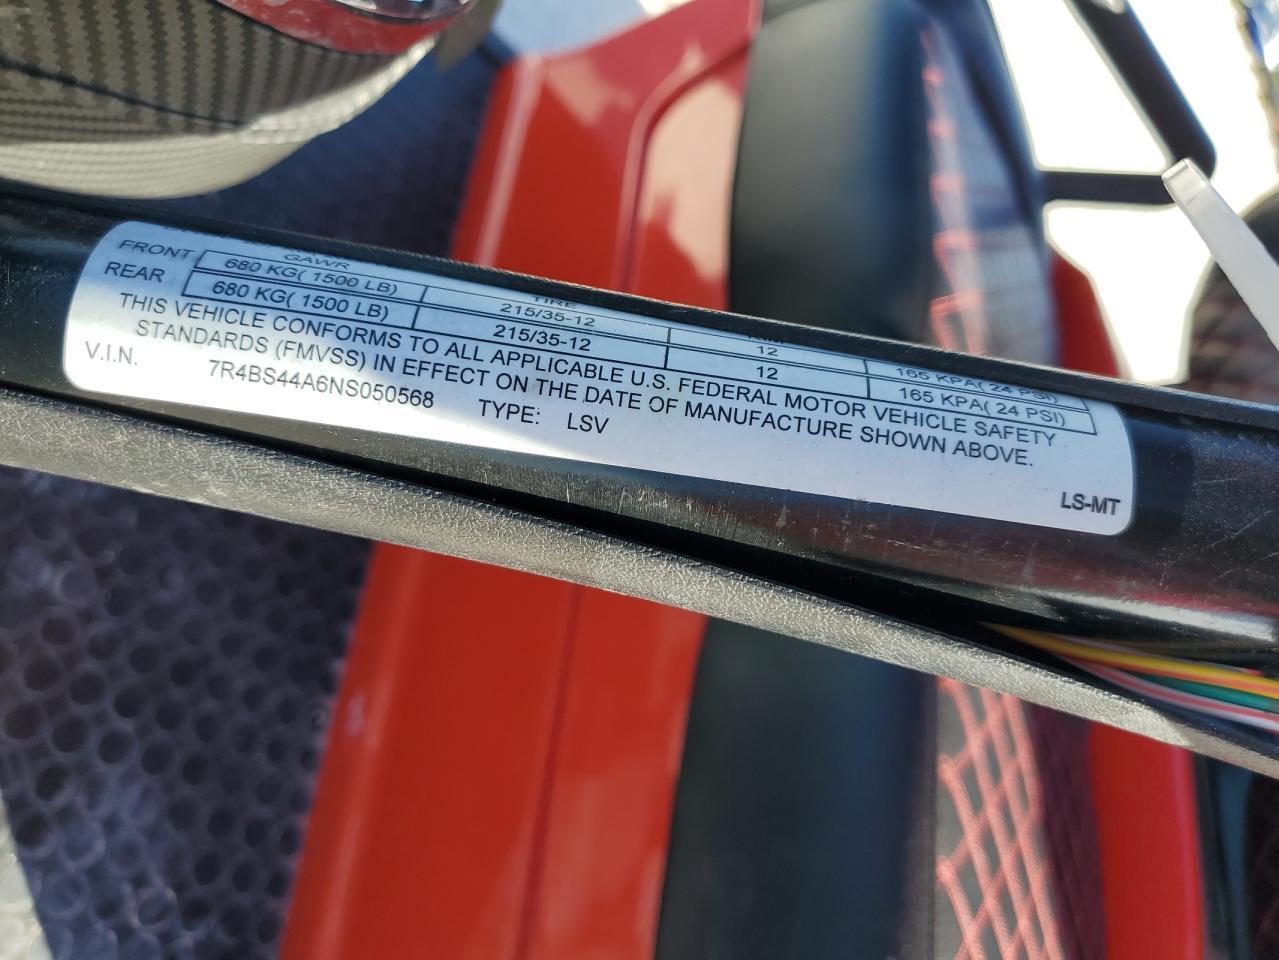 GAWR TIRE
FRONT 680 KG( 1500 LB) 215/35-12 12 165 KPA( 24 PSI)
REAR 680 KG( 1500 LB) 215/35-12 12 165 KPA( 24 PSI)
THIS VEHICLE CONFORMS TO ALL APPLICABLE U.S. FEDERAL MOTOR VEHICLE SAFETY
STANDARDS (FMVSS) IN EFFECT ON THE DATE OF MANUFACTURE SHOWN ABOVE.
V.I.N. 7R4BS44A6NS050568 TYPE: LSV
LS-MT